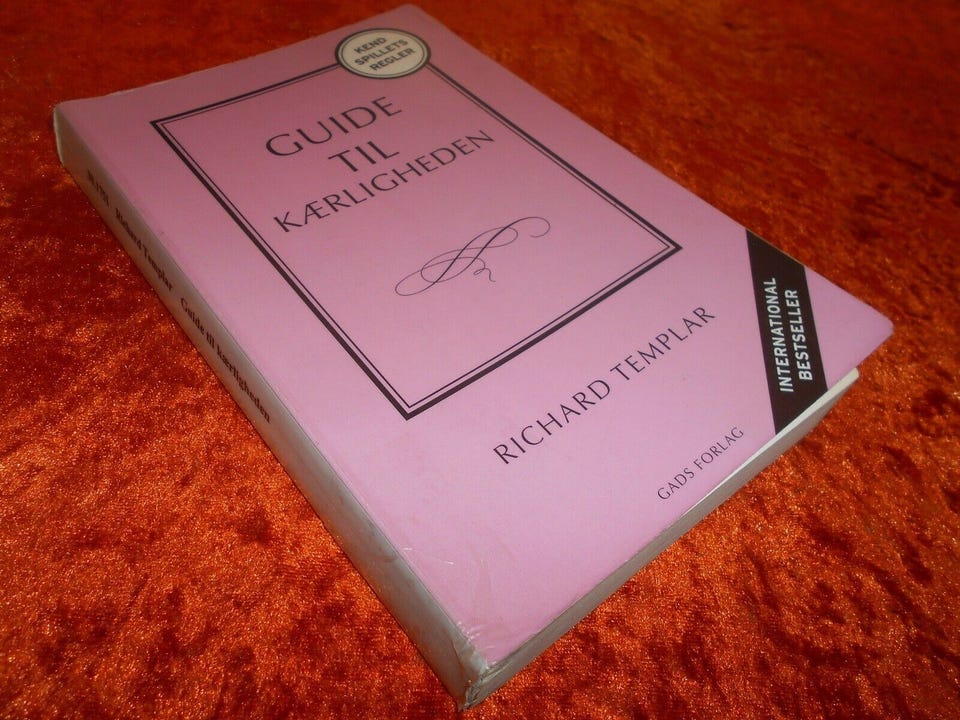 KEND
SPILLETS
REGLER
GUIDE
TIL
KÆRLIGHEDEN
RICHARD TEMPLAR
GADS FORLAG
INTERNATIONAL
BESTSELLER
Richard Templar Guide til kærligheden